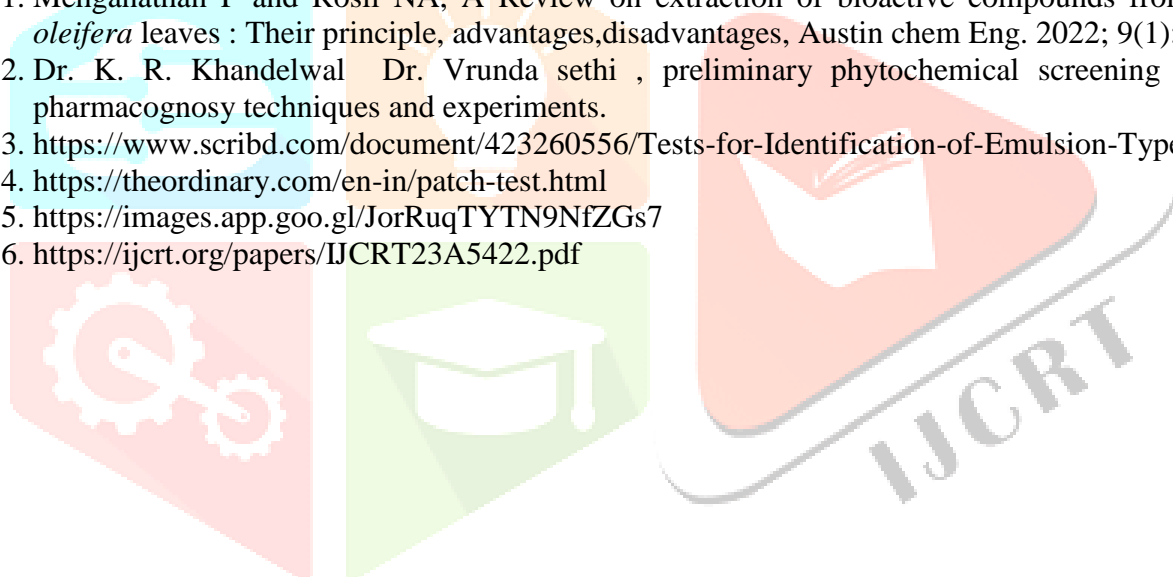 1. Menganathan P and Rosli NA, A Review on extraction of bioactive compounds from
oleifera leaves : Their principle, advantages,disadvantages, Austin chem Eng. 2022; 9(1):
2. Dr. K. R. Khandelwal Dr. Vrunda sethi , preliminary phytochemical screening
pharmacognosy techniques and experiments.
3. https://www.scribd.com/document/423260556/Tests-for-Identification-of-Emulsion-Type
4. https://theordinary.com/en-in/patch-test.html
5. https://images.app.goo.gl/JorRuqTYTN9NfZGs7
6. https://ijcrt.org/papers/IJCRT23A5422.pdf
IJCRT